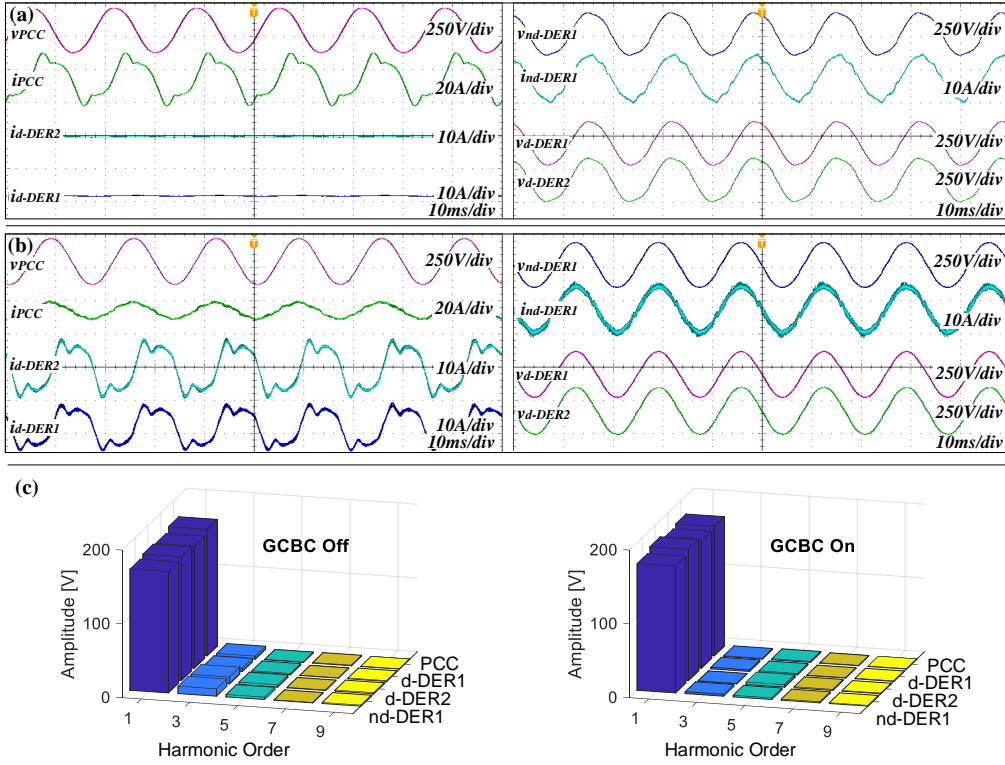 (a)
T
vPCC
250V/div
iPCC
20A/div
id-DER2
10A/div
id-DER1
10A/div
10ms/div
T
vnd-DER1
250V/div
ind-DER1
10A/div
vd-DER1
250V/div
vd-DER2
250V/div
10ms/div
(b)
T
vPCC
250V/div
iPCC
20A/div
id-DER2
10A/div
id-DER1
10A/div
10ms/div
T
vnd-DER1
250V/div
ind-DER1
10A/div
vd-DER1
250V/div
vd-DER2
250V/div
10ms/div
(c)
GCBC Off
Amplitude [V]
200
100
0
1 3 5 7 9
Harmonic Order
PCC
d-DER1
d-DER2
nd-DER1
GCBC On
Amplitude [V]
200
100
0
1 3 5 7 9
Harmonic Order
PCC
d-DER1
d-DER2
nd-DER1